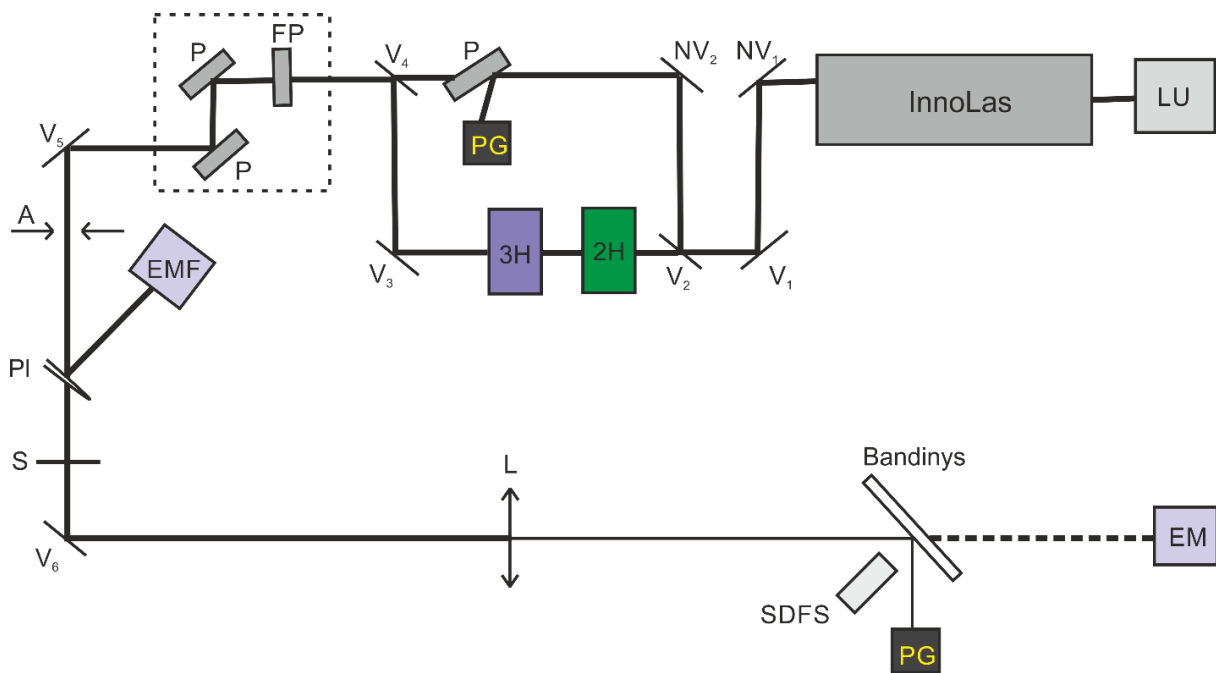 FP
P
V₄
P
NV₂
NV₁
InnoLas
LU
V₅
P
PG
A
EMF
V₃
3H
2H
V₂
V₁
Pl
S
L
Bandinys
V₆
EM
SDFS
PG